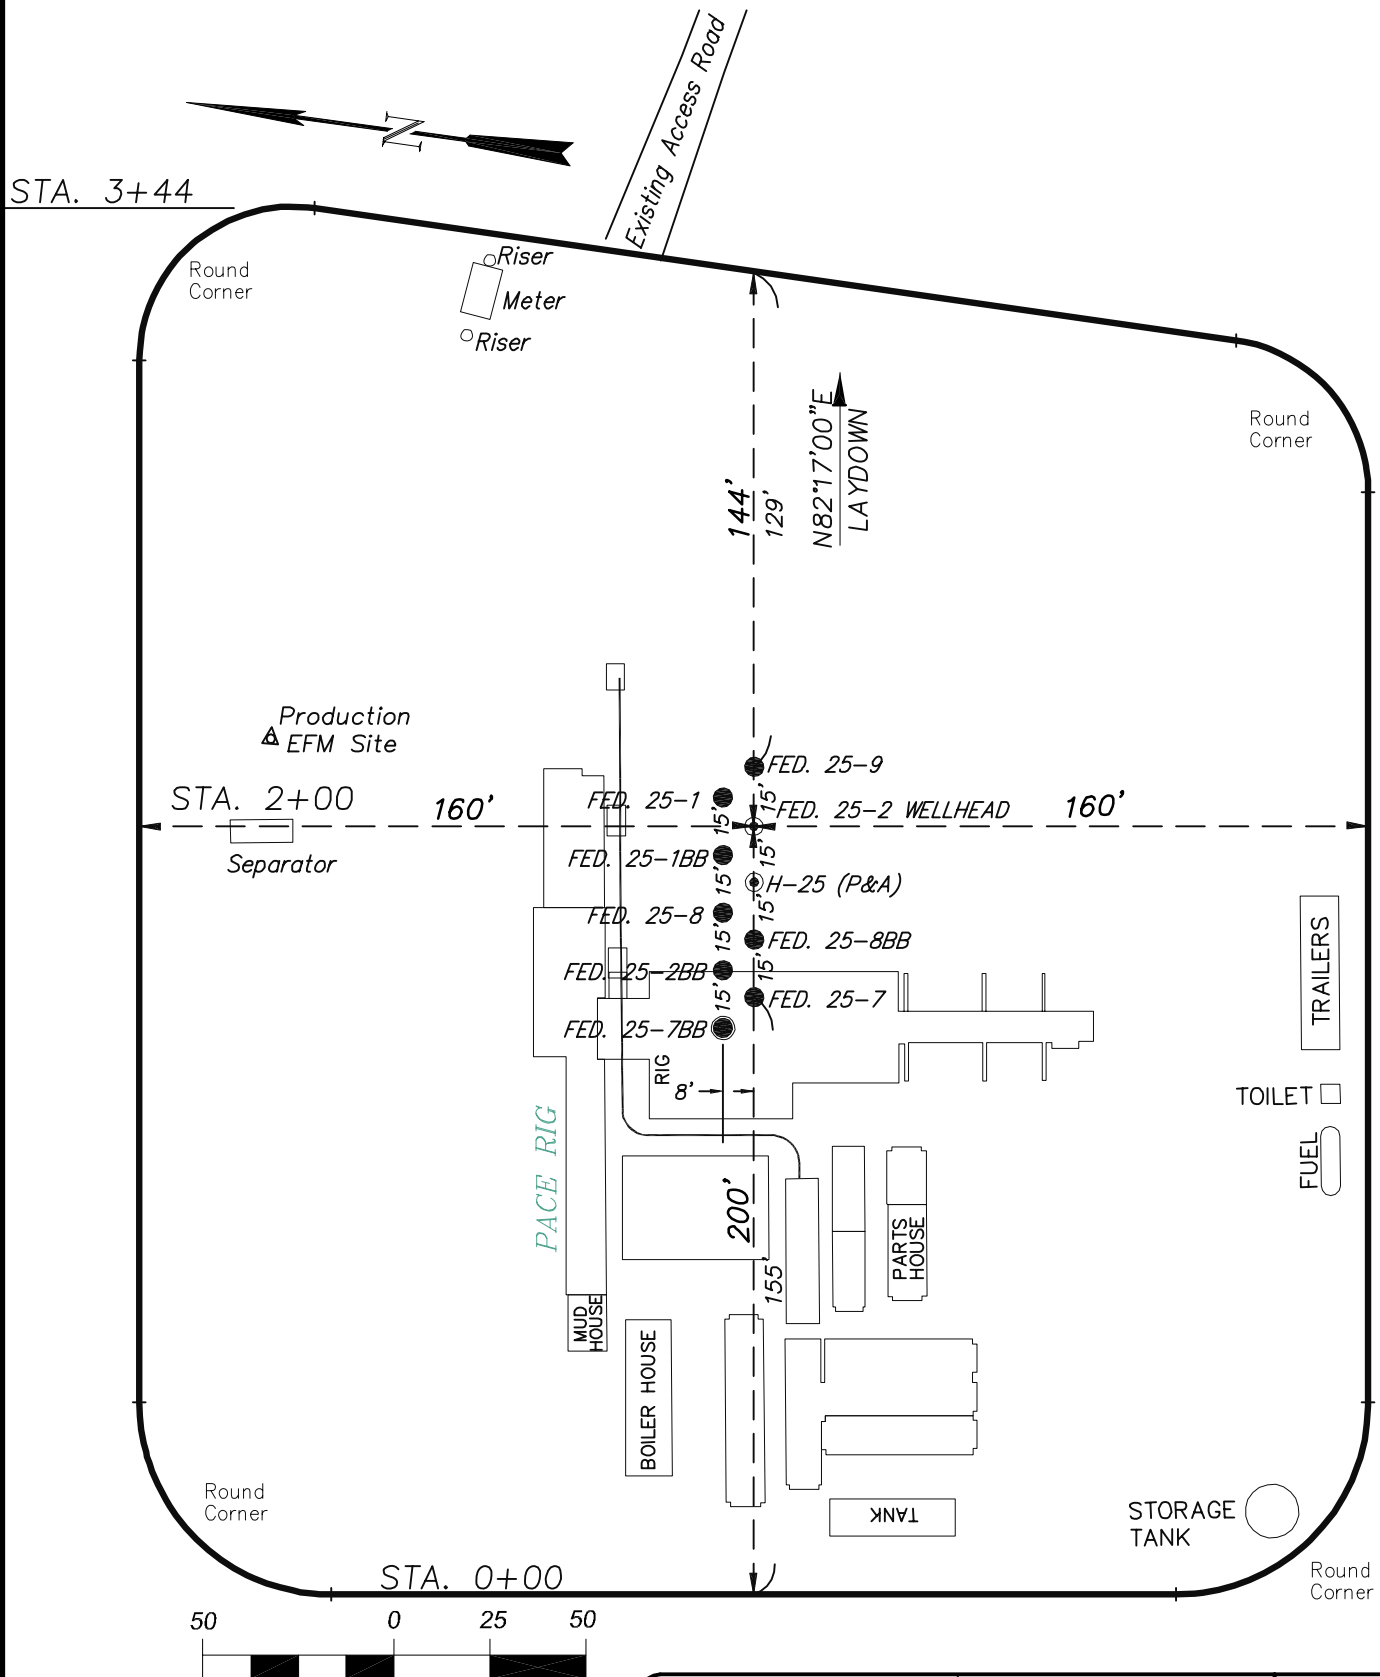 Existing Access Road
N
STA. 3+44
Round
Corner
Riser
Meter
Riser
N82°17'00"E
LAYDOWN
Round
Corner
144'
129'
Production
EFM Site
STA. 2+00
160'
Separator
FED. 25-9
FED. 25-1
15'
15'
FED. 25-2 WELLHEAD
160'
FED. 25-1BB
15'
15'
H-25 (P&A)
FED. 25-8
15'
15'
FED. 25-8BB
FED. 25-2BB
15'
15'
FED. 25-7
FED. 25-7BB
RIG
8'
TRAILERS
TOILET
FUEL
PACE RIG
200'
155'
PARTS
HOUSE
MUD
HOUSE
BOILER HOUSE
TANK
STORAGE
TANK
Round
Corner
Round
Corner
STA. 0+00
50 0 25 50